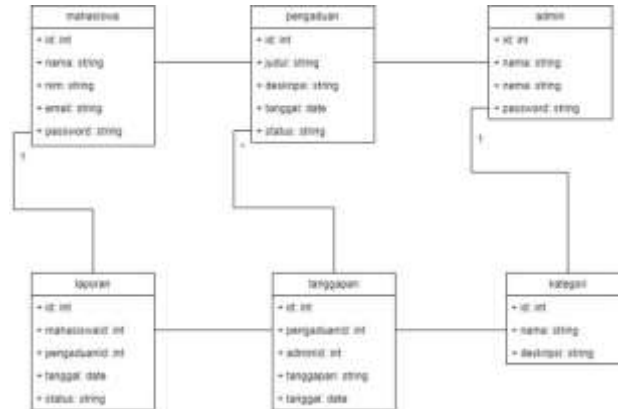 mahasiswa
+ id: int
+ nama: string
+ nim: string
+ email: string
+ password: string
1
pengaduan
+ id: int
+ judul: string
+ deskripsi: string
+ tanggal: date
+ status: string
*
admin
+ id: int
+ nama: string
+ nama: string
+ password: string
1
laporan
+ id: int
+ mahasiswaId: int
+ pengaduanId: int
+ tanggal: date
+ status: string
tanggapan
+ id: int
+ pengaduanId: int
+ adminId: int
+ tanggapan: string
+ tanggal: date
kategori
+ id: int
+ nama: string
+ deskripsi: string